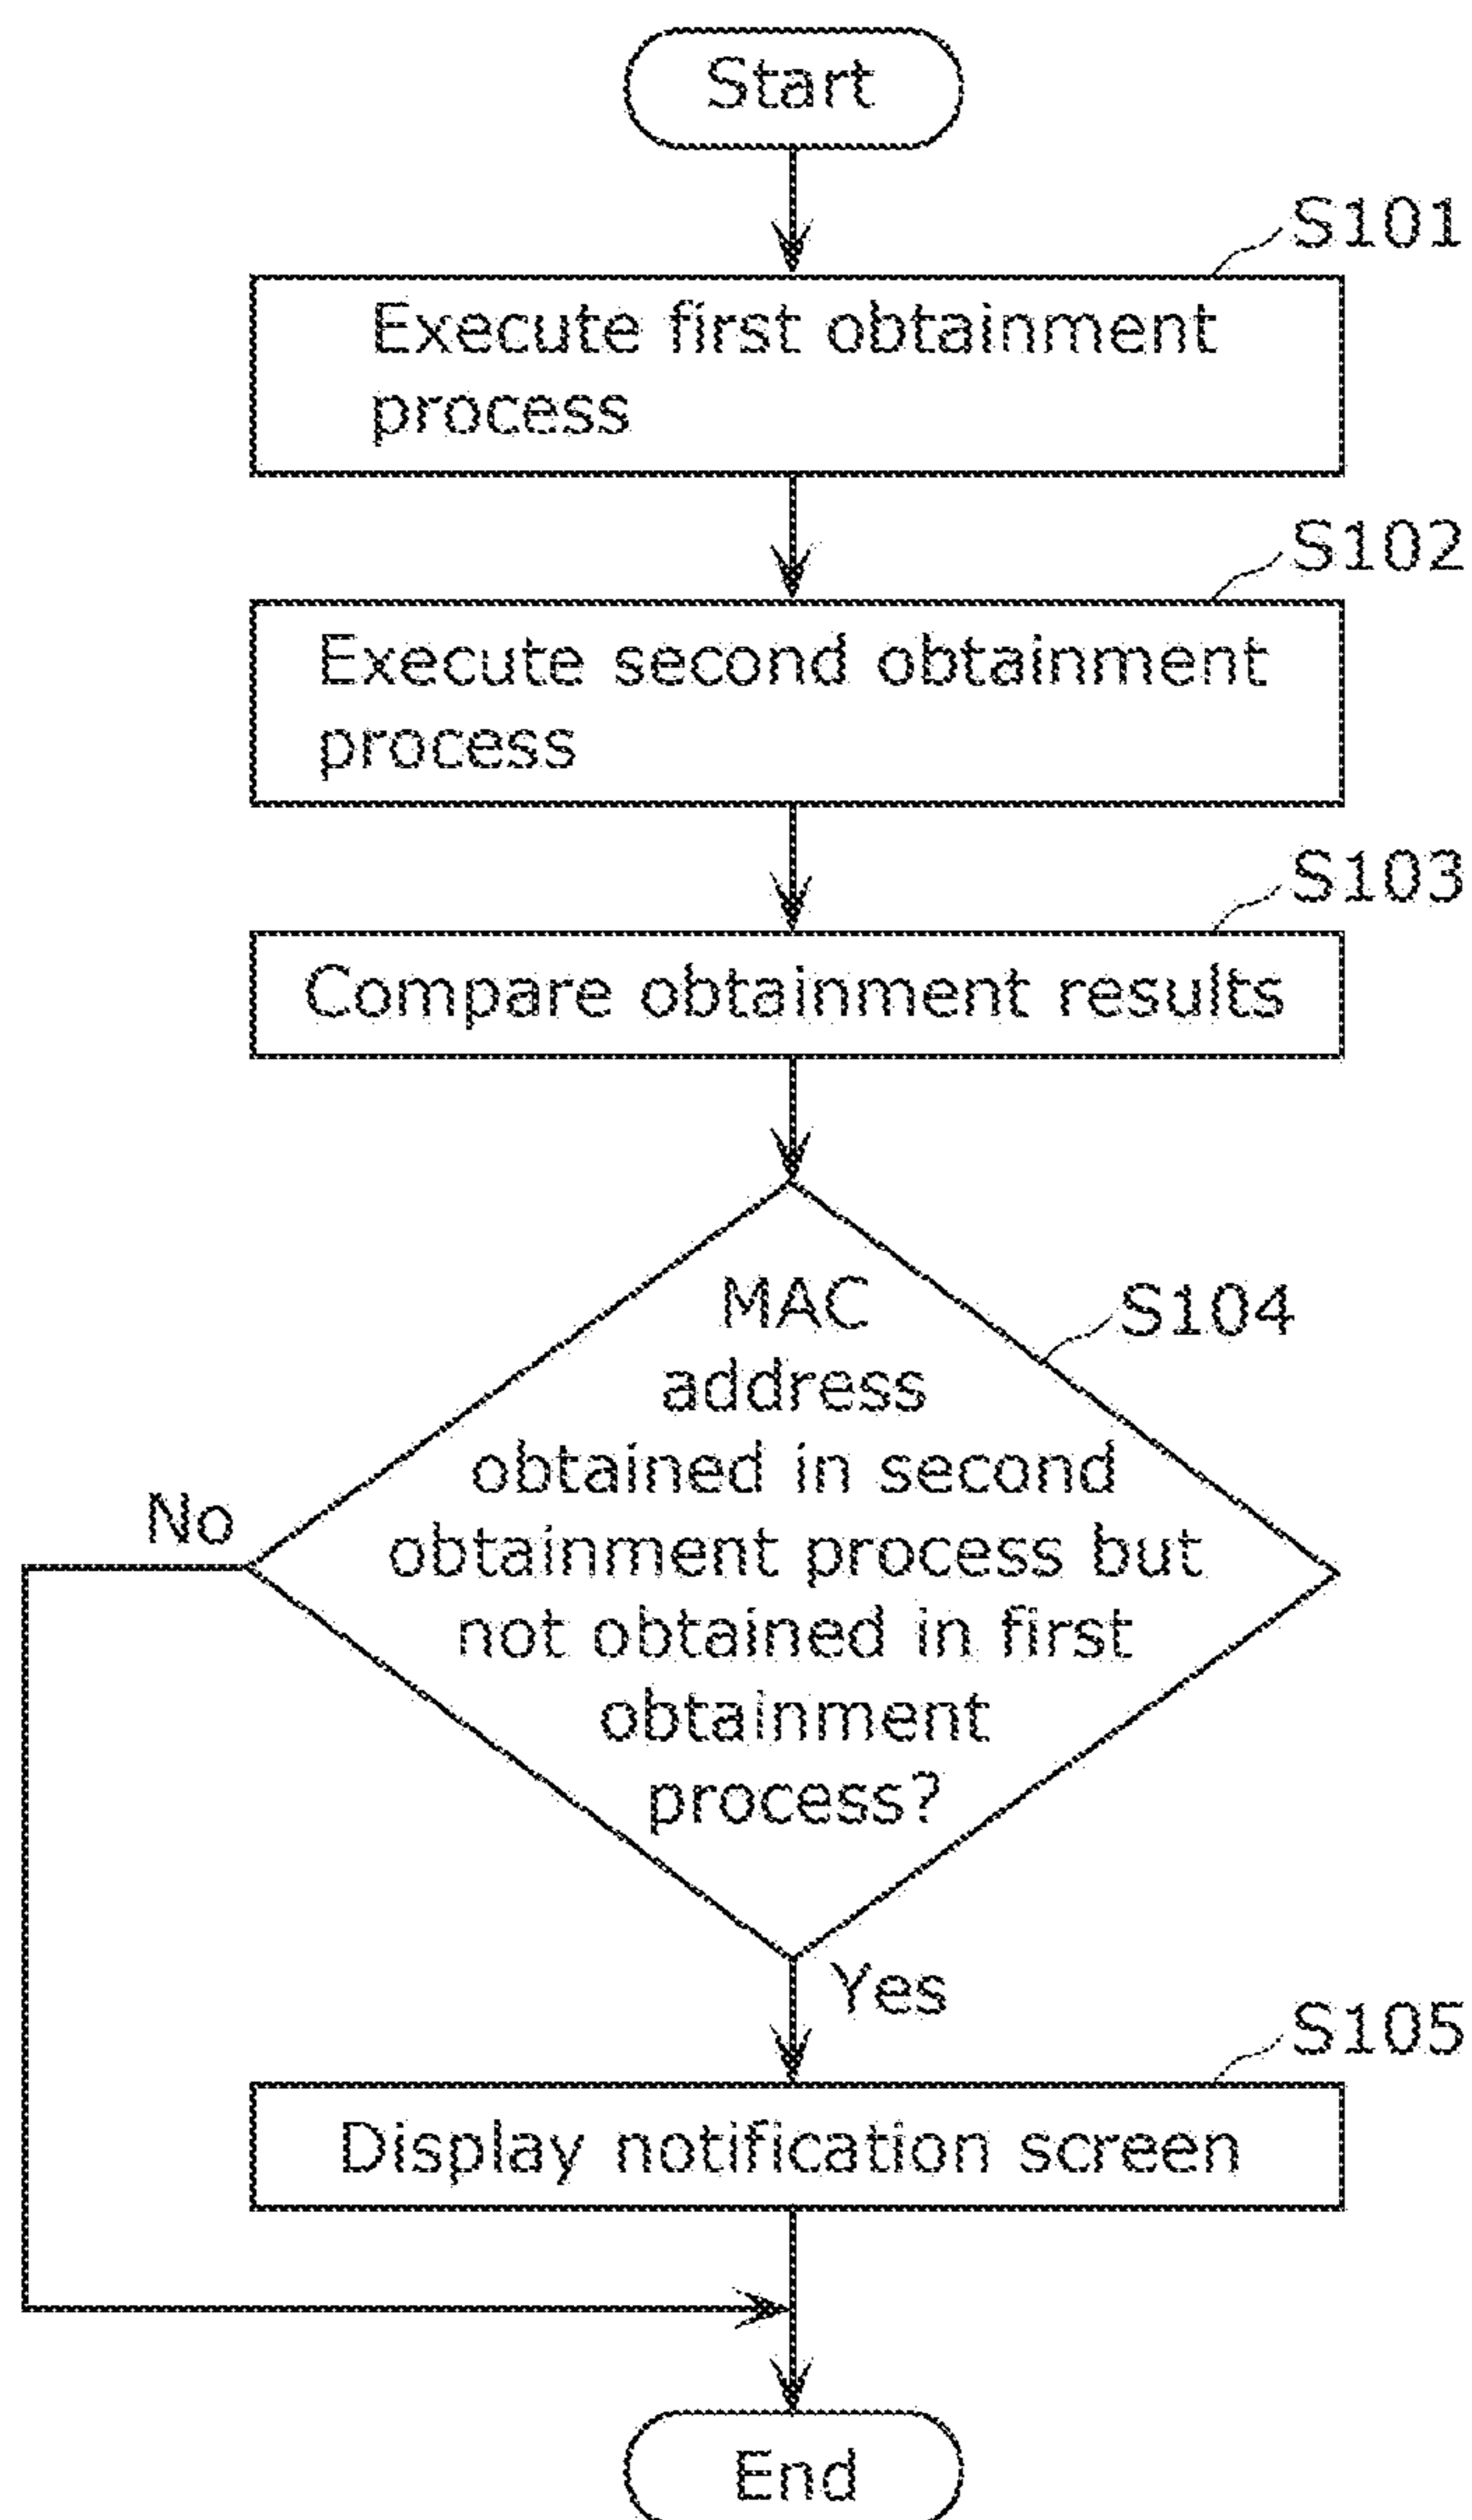 Start
S101
Execute first obtainment
process
S102
Execute second obtainment
process
S103
Compare obtainment results
S104
MAC
address
obtained in second
obtainment process but
not obtained in first
obtainment
process?
No
Yes
S105
Display notification screen
End